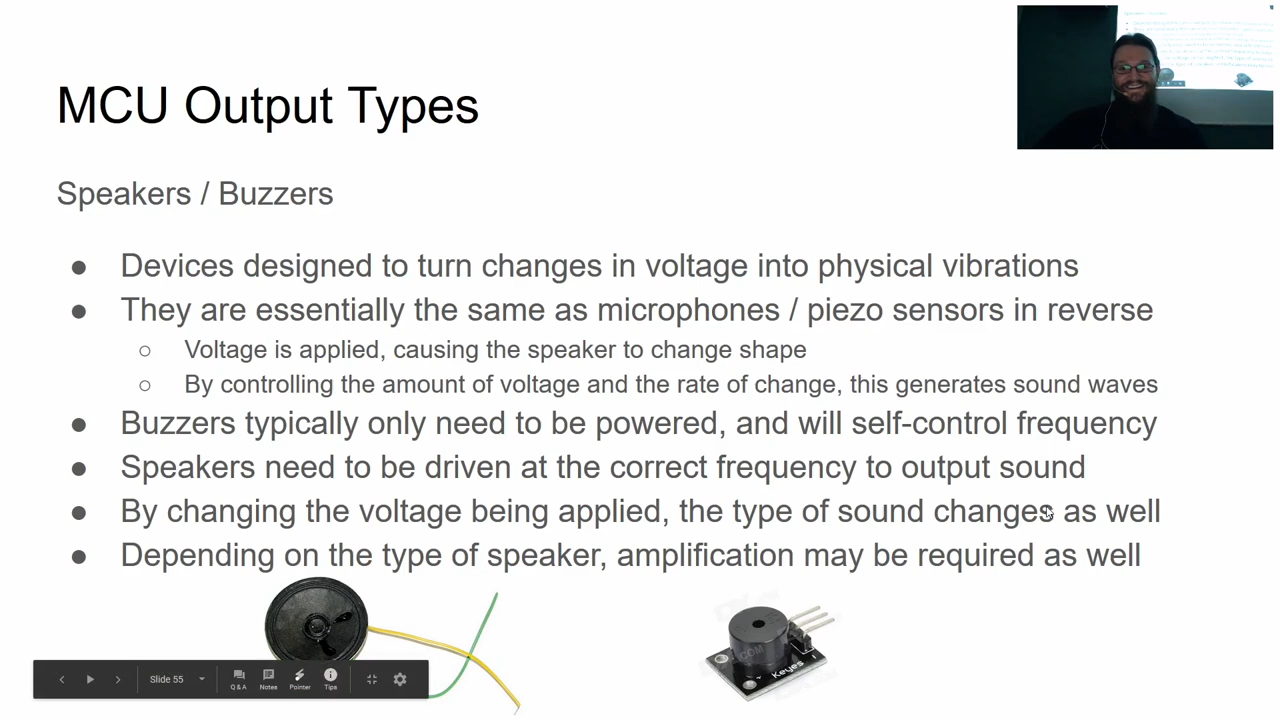 MCU Output Types
Speakers / Buzzers
● Devices designed to turn changes in voltage into physical vibrations
● They are essentially the same as microphones / piezo sensors in reverse
○ Voltage is applied, causing the speaker to change shape
○ By controlling the amount of voltage and the rate of change, this generates sound waves
● Buzzers typically only need to be powered, and will self-control frequency
● Speakers need to be driven at the correct frequency to output sound
● By changing the voltage being applied, the type of sound changes as well
● Depending on the type of speaker, amplification may be required as well
.COM
Keyes
Slide 55
Q&A
Notes
Pointer
Tips